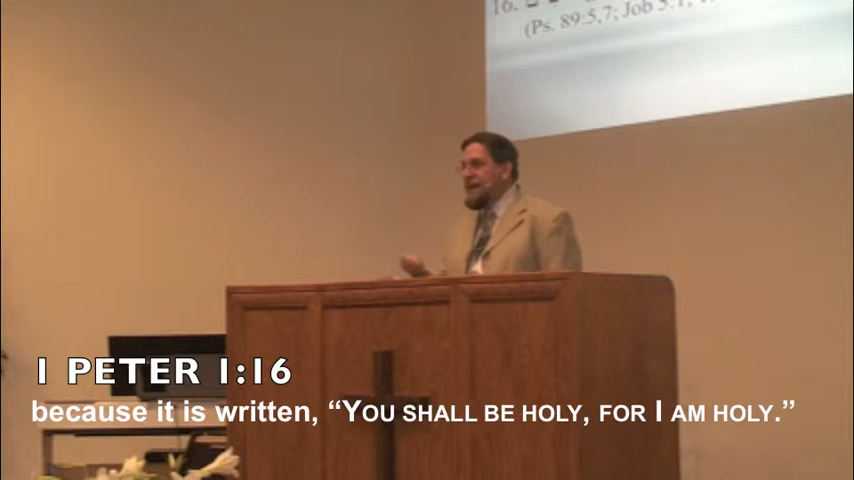 16.
(Ps. 89:5,7; Job
1 PETER 1:16
because it is written, “YOU SHALL BE HOLY, FOR I AM HOLY.”